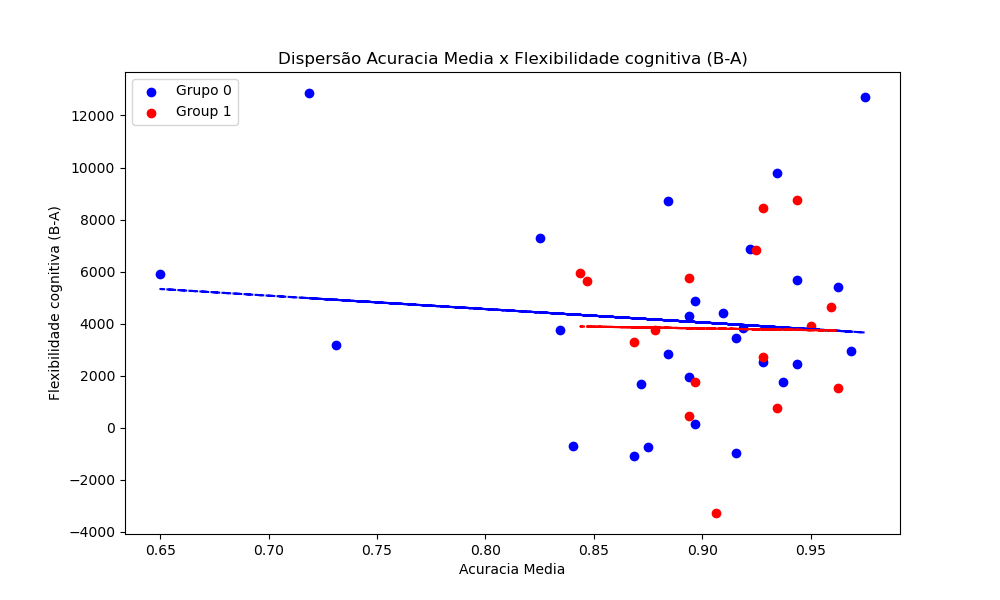 Dispersão Acuracia Media x Flexibilidade cognitiva (B-A)
Grupo 0
Group 1
Flexibilidade cognitiva (B-A)
12000
10000
8000
6000
4000
2000
0
−2000
−4000
0.65 0.70 0.75 0.80 0.85 0.90 0.95
Acuracia Media